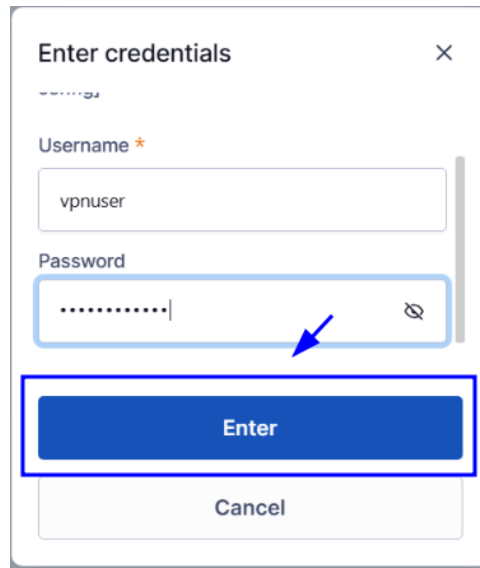 Enter credentials
Username *
vpnuser
Password
••••••••••••
Enter
Cancel